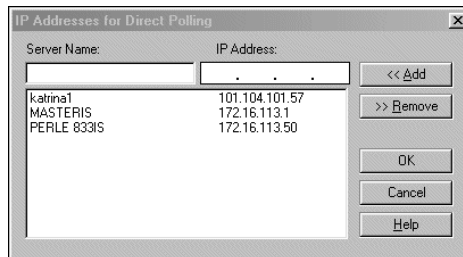 IP Addresses for Direct Polling
Server Name: IP Address:
. . .
<< Add
katrina1 101.104.101.57
MASTERIS 172.16.113.1
PERLE 833IS 172.16.113.50
>> Remove
OK
Cancel
Help